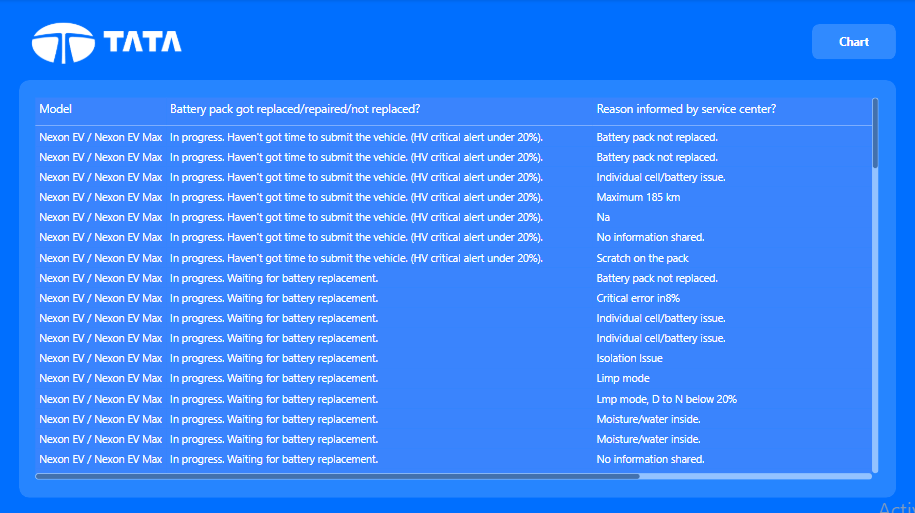 TATA
Chart
Model Battery pack got replaced/repaired/not replaced? Reason informed by service center?
Nexon EV / Nexon EV Max In progress. Haven't got time to submit the vehicle. (HV critical alert under 20%). Battery pack not replaced.
Nexon EV / Nexon EV Max In progress. Haven't got time to submit the vehicle. (HV critical alert under 20%). Battery pack not replaced.
Nexon EV / Nexon EV Max In progress. Haven't got time to submit the vehicle. (HV critical alert under 20%). Individual cell/battery issue.
Nexon EV / Nexon EV Max In progress. Haven't got time to submit the vehicle. (HV critical alert under 20%). Maximum 185 km
Nexon EV / Nexon EV Max In progress. Haven't got time to submit the vehicle. (HV critical alert under 20%). Na
Nexon EV / Nexon EV Max In progress. Haven't got time to submit the vehicle. (HV critical alert under 20%). No information shared.
Nexon EV / Nexon EV Max In progress. Haven't got time to submit the vehicle. (HV critical alert under 20%). Scratch on the pack
Nexon EV / Nexon EV Max In progress. Waiting for battery replacement. Battery pack not replaced.
Nexon EV / Nexon EV Max In progress. Waiting for battery replacement. Critical error in8%
Nexon EV / Nexon EV Max In progress. Waiting for battery replacement. Individual cell/battery issue.
Nexon EV / Nexon EV Max In progress. Waiting for battery replacement. Individual cell/battery issue.
Nexon EV / Nexon EV Max In progress. Waiting for battery replacement. Isolation Issue
Nexon EV / Nexon EV Max In progress. Waiting for battery replacement. Limp mode
Nexon EV / Nexon EV Max In progress. Waiting for battery replacement. Lmp mode, D to N below 20%
Nexon EV / Nexon EV Max In progress. Waiting for battery replacement. Moisture/water inside.
Nexon EV / Nexon EV Max In progress. Waiting for battery replacement. Moisture/water inside.
Nexon EV / Nexon EV Max In progress. Waiting for battery replacement. No information shared.